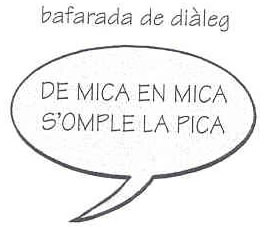 bafarada de diàleg
DE MICA EN MICA
S'OMPLE LA PICA